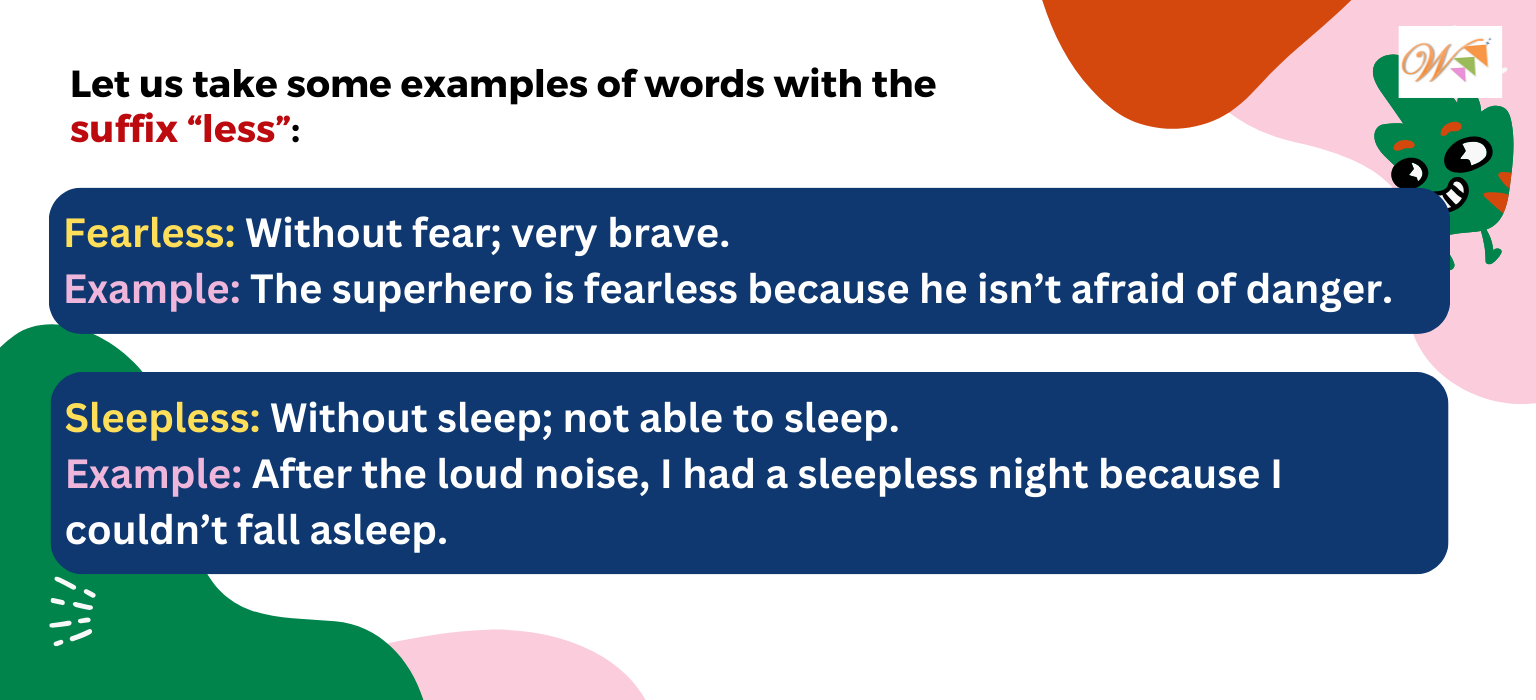 Let us take some examples of words with the
suffix “less”:
W
Fearless: Without fear; very brave.
Example: The superhero is fearless because he isn’t afraid of danger.
Sleepless: Without sleep; not able to sleep.
Example: After the loud noise, I had a sleepless night because I
couldn’t fall asleep.